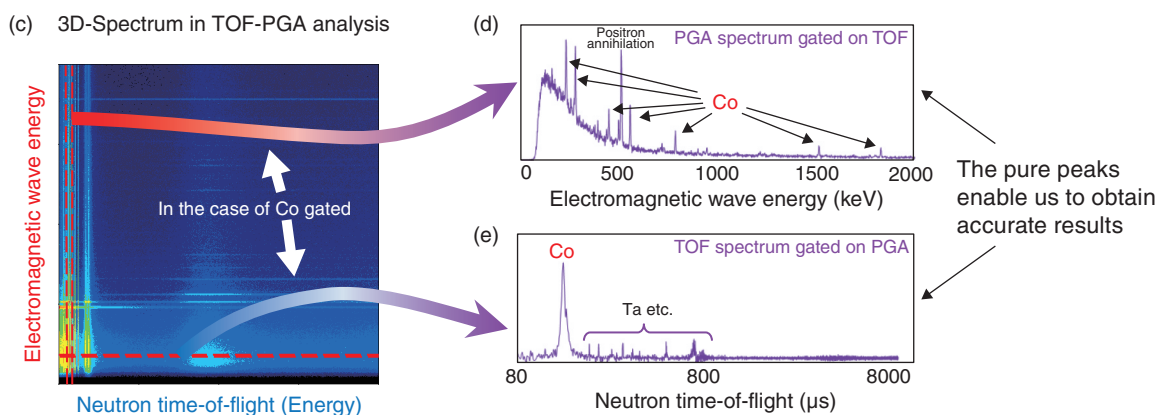 (c) 3D-Spectrum in TOF-PGA analysis
Electromagnetic wave energy
In the case of Co gated
Neutron time-of-flight (Energy)
(d)
Positron
annihilation
PGA spectrum gated on TOF
Co
0 500 1000 1500 2000
Electromagnetic wave energy (keV)
(e)
TOF spectrum gated on PGA
Co
Ta etc.
80 800 8000
Neutron time-of-flight (µs)
The pure peaks
enable us to obtain
accurate results